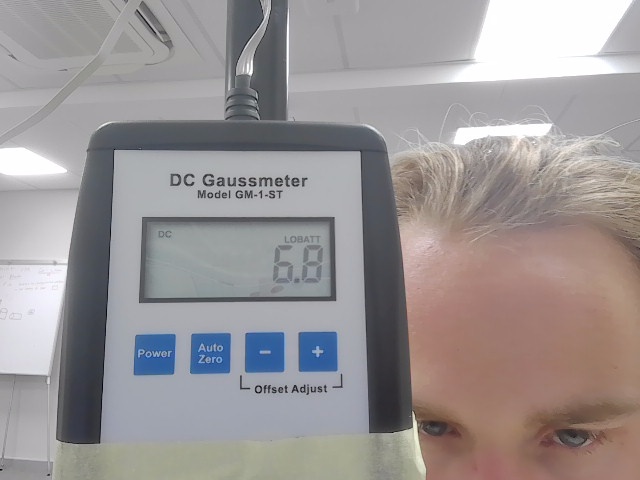 DC Gaussmeter
Model GM-1-ST
DC
LOBATT
6.8
Power
Auto
Zero
-
+
Offset Adjust